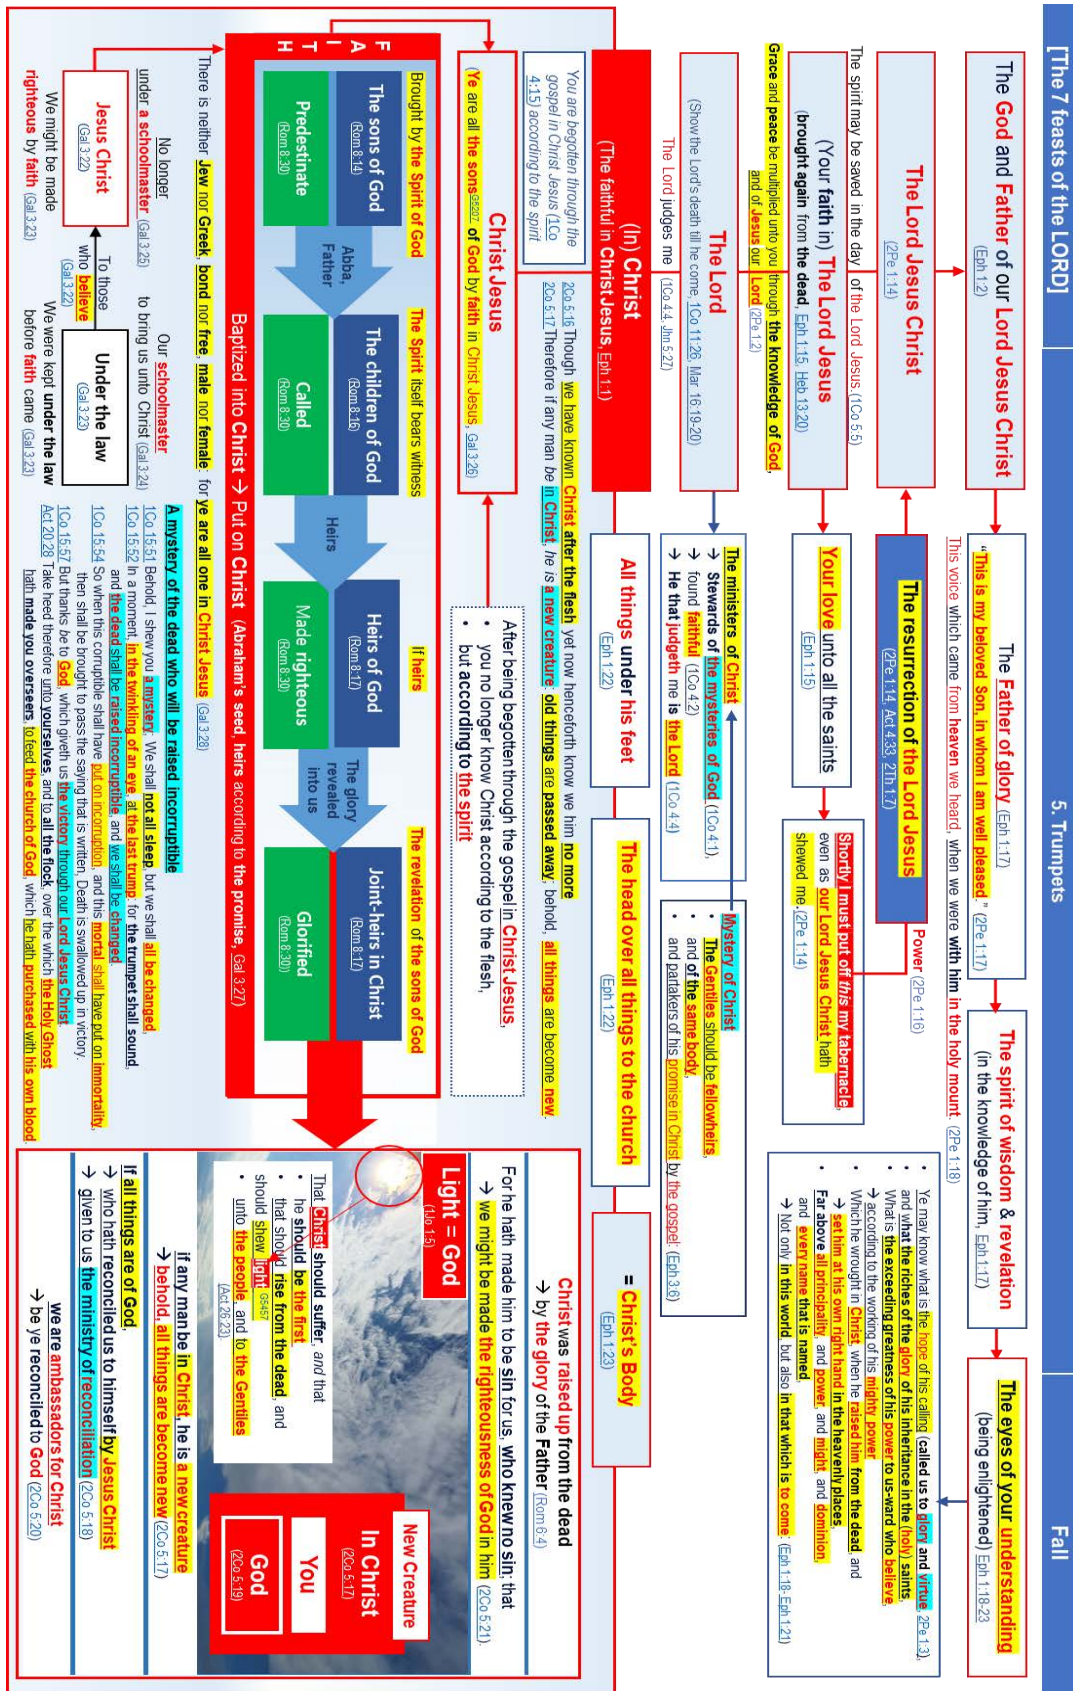 [The 7 feasts of the LORD]
5. Trumpets
Fall
The God and Father of our Lord Jesus Christ
(Eph 1:2)
The Father of glory (Eph 1:17)
"This is my beloved Son, in whom I am well pleased." (2Pe 1:17)
The spirit of wisdom & revelation
(in the knowledge of him, Eph 1:17)
The eyes of your understanding
(being enlightened) Eph 1:18-23
This voice which came from heaven we heard, when we were with him in the holy mount. (2Pe 1:18)
The Lord Jesus Christ
(2Pe 1:14)
The resurrection of the Lord Jesus
(2Pe 1:14, Act 4:33, 2Th 1:7)
Power (2Pe 1:16)
The spirit may be saved in the day of the Lord Jesus (1Co 5:5)
(Your faith in) The Lord Jesus
(brought again from the dead, Eph 1:15, Heb 13:20)
Your love unto all the saints
(Eph 1:15)
Shortly I must put off this my tabernacle,
even as our Lord Jesus Christ hath
shewed me, (2Pe 1:14)
Grace and peace be multiplied unto you through the knowledge of God,
and of Jesus our Lord (2Pe 1:2)
• Ye may know what is the hope of his calling (called us to glory and virtue, 2Pe 1:3),
and what the riches of the glory of his inheritance in the (holy) saints,
• What is the exceeding greatness of his power to us-ward who believe,
→ according to the working of his mighty power
Which he wrought in Christ, when he raised him from the dead, and
→ set him at his own right hand in the heavenly places,
• Far above all principality, and power, and might, and dominion,
and every name that is named,
→ Not only in this world, but also in that which is to come: (Eph 1:18- Eph 1:21)
The Lord
(Show the Lord's death till he come, 1Co 11:26, Mar 16:19-20)
The ministers of Christ
→ Stewards of the mysteries of God (1Co 4:1),
→ found faithful (1Co 4:2)
→ He that judgeth me is the Lord (1Co 4:4)
Mystery of Christ
• The Gentiles should be fellowheirs,
• and of the same body,
• and partakers of his promise in Christ by the gospel: (Eph 3:6)
The Lord judges me (1Co 4:4, Jhn 5:27)
(In) Christ
(The faithful in Christ Jesus, Eph 1:1)
All things under his feet
(Eph 1:22)
The head over all things to the church
(Eph 1:22)
= Christ's Body
(Eph 1:23)
You are begotten through the
gospel in Christ Jesus (1Co
4:15) according to the spirit
2Co 5:16 Though we have known Christ after the flesh yet now henceforth know we him no more
2Co 5:17 Therefore if any man be in Christ, he is a new creature: old things are passed away; behold, all things are become new.
Christ Jesus
(Ye are all the sonsG5207 of God by faith in Christ Jesus, Gal 3:26)
After being begotten through the gospel in Christ Jesus,
• you no longer know Christ according to the flesh,
• but according to the spirit
FAITH
Brought by the Spirit of God
The Spirit itself bears witness
If heirs
The revelation of the sons of God
The sons of God
(Rom 8:14)
Predestinate
(Rom 8:30)
Abba,
Father
The children of God
(Rom 8:16)
Called
(Rom 8:30)
Heirs
Heirs of God
(Rom 8:17)
Made righteous
(Rom 8:30)
The glory
revealed
into us
Joint-heirs in Christ
(Rom 8:17)
Glorified
(Rom 8:30))
Baptized into Christ → Put on Christ (Abraham's seed, heirs according to the promise, Gal 3:27)
There is neither Jew nor Greek, bond nor free, male nor female: for ye are all one in Christ Jesus (Gal 3:28)
No longer
under a schoolmaster (Gal 3:25)
Our schoolmaster
to bring us unto Christ (Gal 3:24)
Jesus Christ
(Gal 3:22)
To those
who believe
(Gal 3:22)
Under the law
(Gal 3:23)
We might be made
righteous by faith (Gal 3:23)
We were kept under the law
before faith came (Gal 3:23)
A mystery of the dead who will be raised incorruptible
1Co 15:51 Behold, I shew you a mystery; We shall not all sleep, but we shall all be changed,
1Co 15:52 In a moment, in the twinkling of an eye, at the last trump: for the trumpet shall sound,
and the dead shall be raised incorruptible, and we shall be changed.
1Co 15:54 So when this corruptible shall have put on incorruption, and this mortal shall have put on immortality,
then shall be brought to pass the saying that is written, Death is swallowed up in victory.
1Co 15:57 But thanks be to God, which giveth us the victory through our Lord Jesus Christ.
Act 20:28 Take heed therefore unto yourselves, and to all the flock, over the which the Holy Ghost
hath made you overseers, to feed the church of God, which he hath purchased with his own blood.
Christ was raised up from the dead
→ by the glory of the Father (Rom 6:4)
For he hath made him to be sin for us, who knew no sin; that
→ we might be made the righteousness of God in him (2Co 5:21).
Light = God
(1Jo 1:5)
That Christ should suffer, and that
• he should be the first
• that should rise from the dead, and
should shew light G5457
• unto the people, and to the Gentiles
(Act 26:23).
New Creature
In Christ
(2Co 5:17)
You
God
(2Co 5:19)
if any man be in Christ, he is a new creature
→ behold, all things are become new (2Co 5:17)
If all things are of God,
→ who hath reconciled us to himself by Jesus Christ
→ given to us the ministry of reconciliation (2Co 5:18)
we are ambassadors for Christ
→ be ye reconciled to God (2Co 5:20)